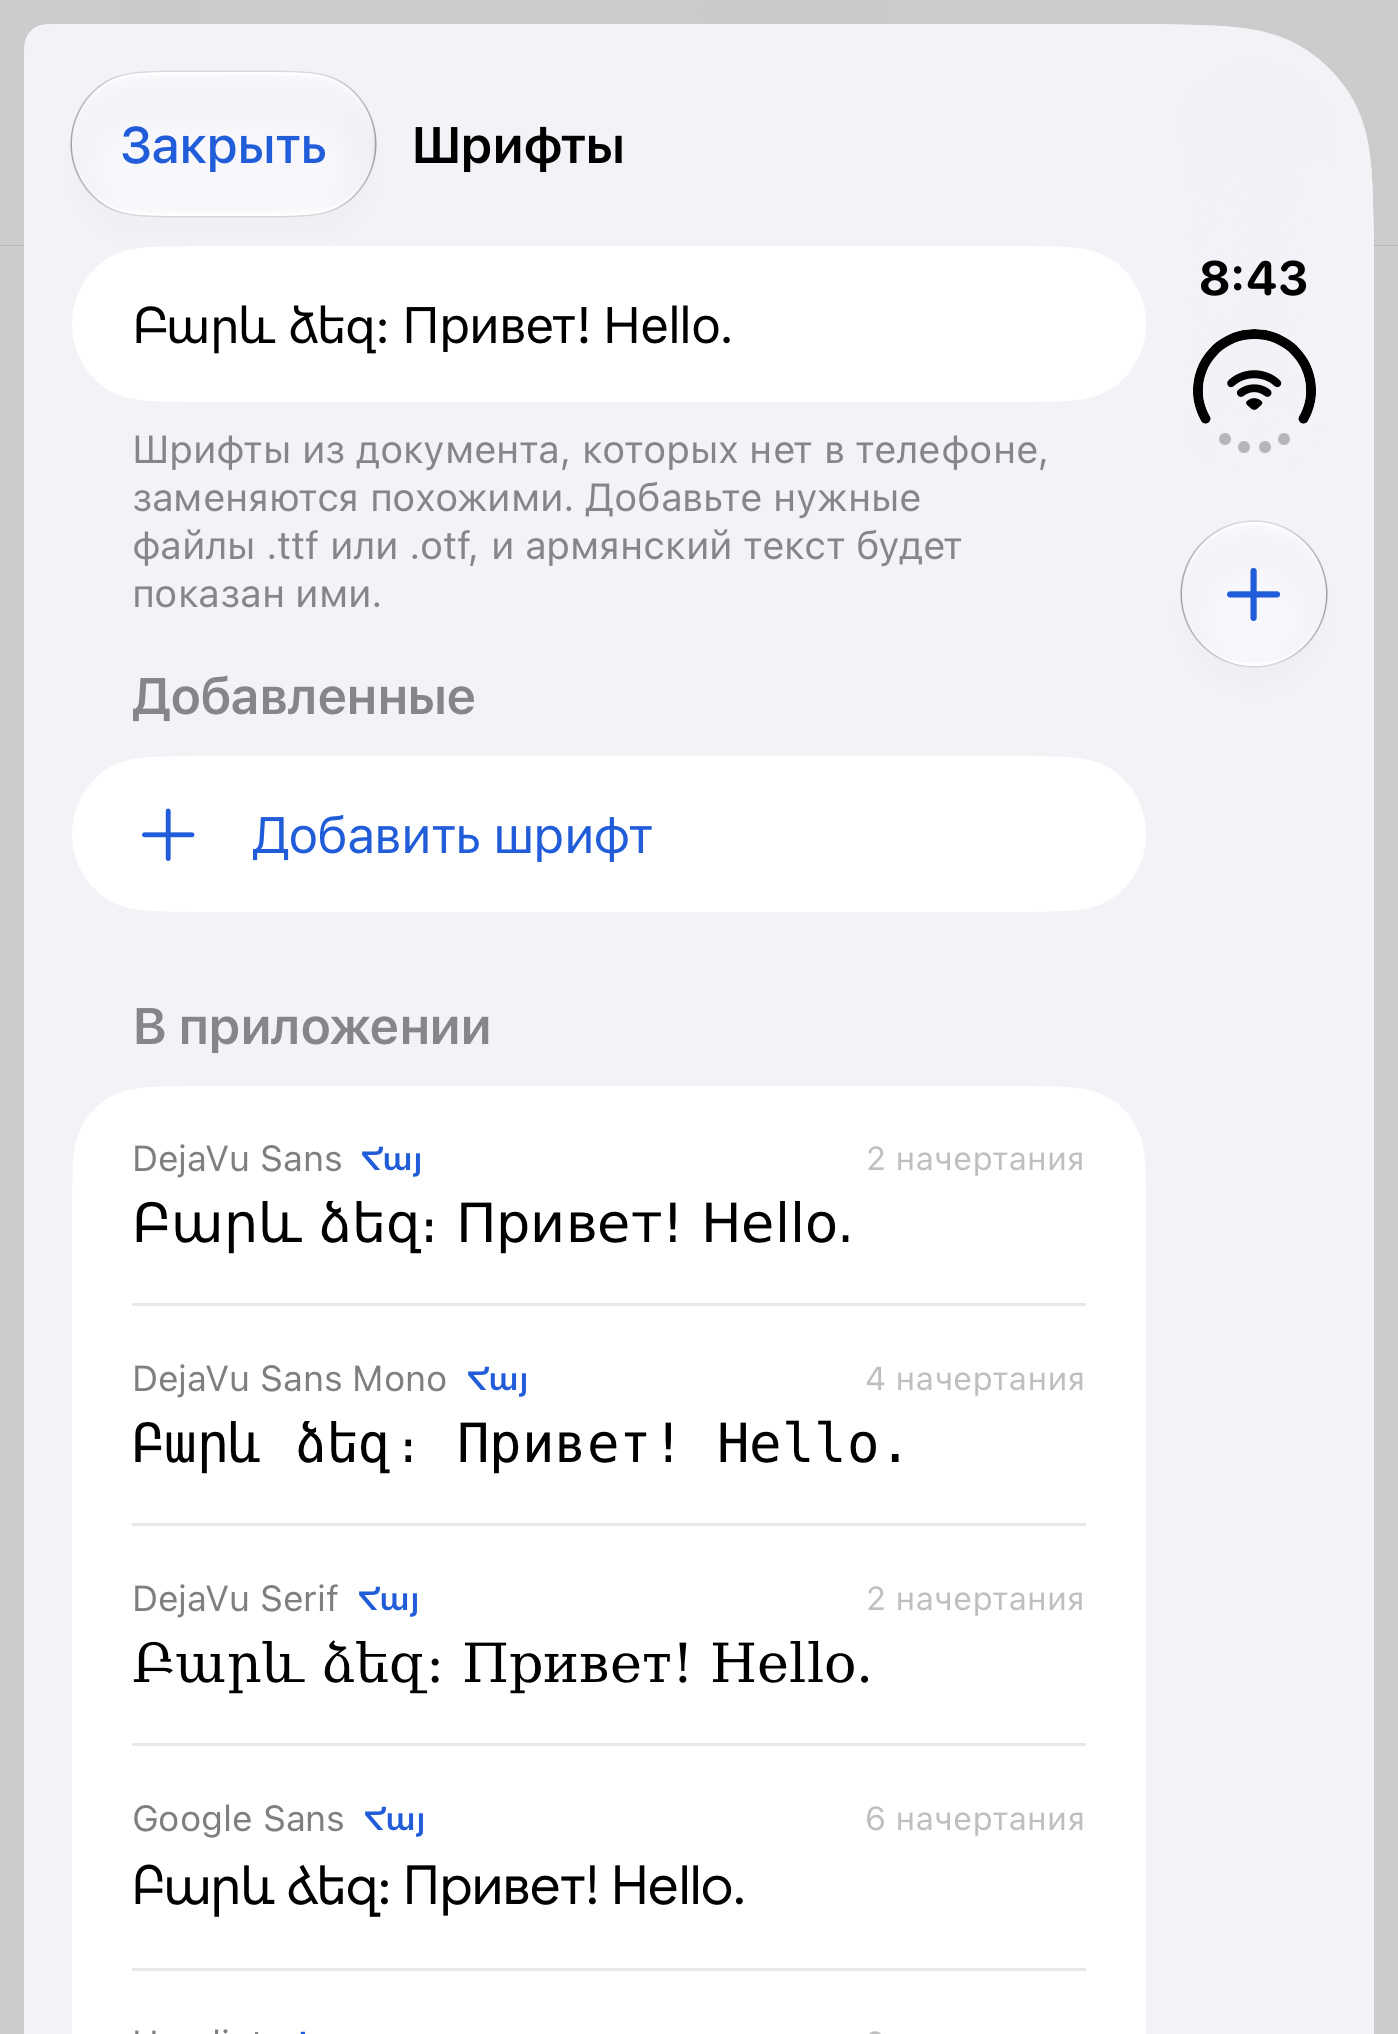 Закрыть
Шрифты
8:43
Բարև ձեզ: Привет! Hello.
Шрифты из документа, которых нет в телефоне,
заменяются похожими. Добавьте нужные
файлы .ttf или .otf, и армянский текст будет
показан ими.
Добавленные
Добавить шрифт
В приложении
DejaVu Sans Հայ 2 начертания
Բարև ձեզ: Привет! Hello.
DejaVu Sans Mono Հայ 4 начертания
Բարև ձեզ: Привет! Hello.
DejaVu Serif Հայ 2 начертания
Բարև ձեզ: Привет! Hello.
Google Sans Հայ 6 начертания
Բարև ձեզ: Привет! Hello.